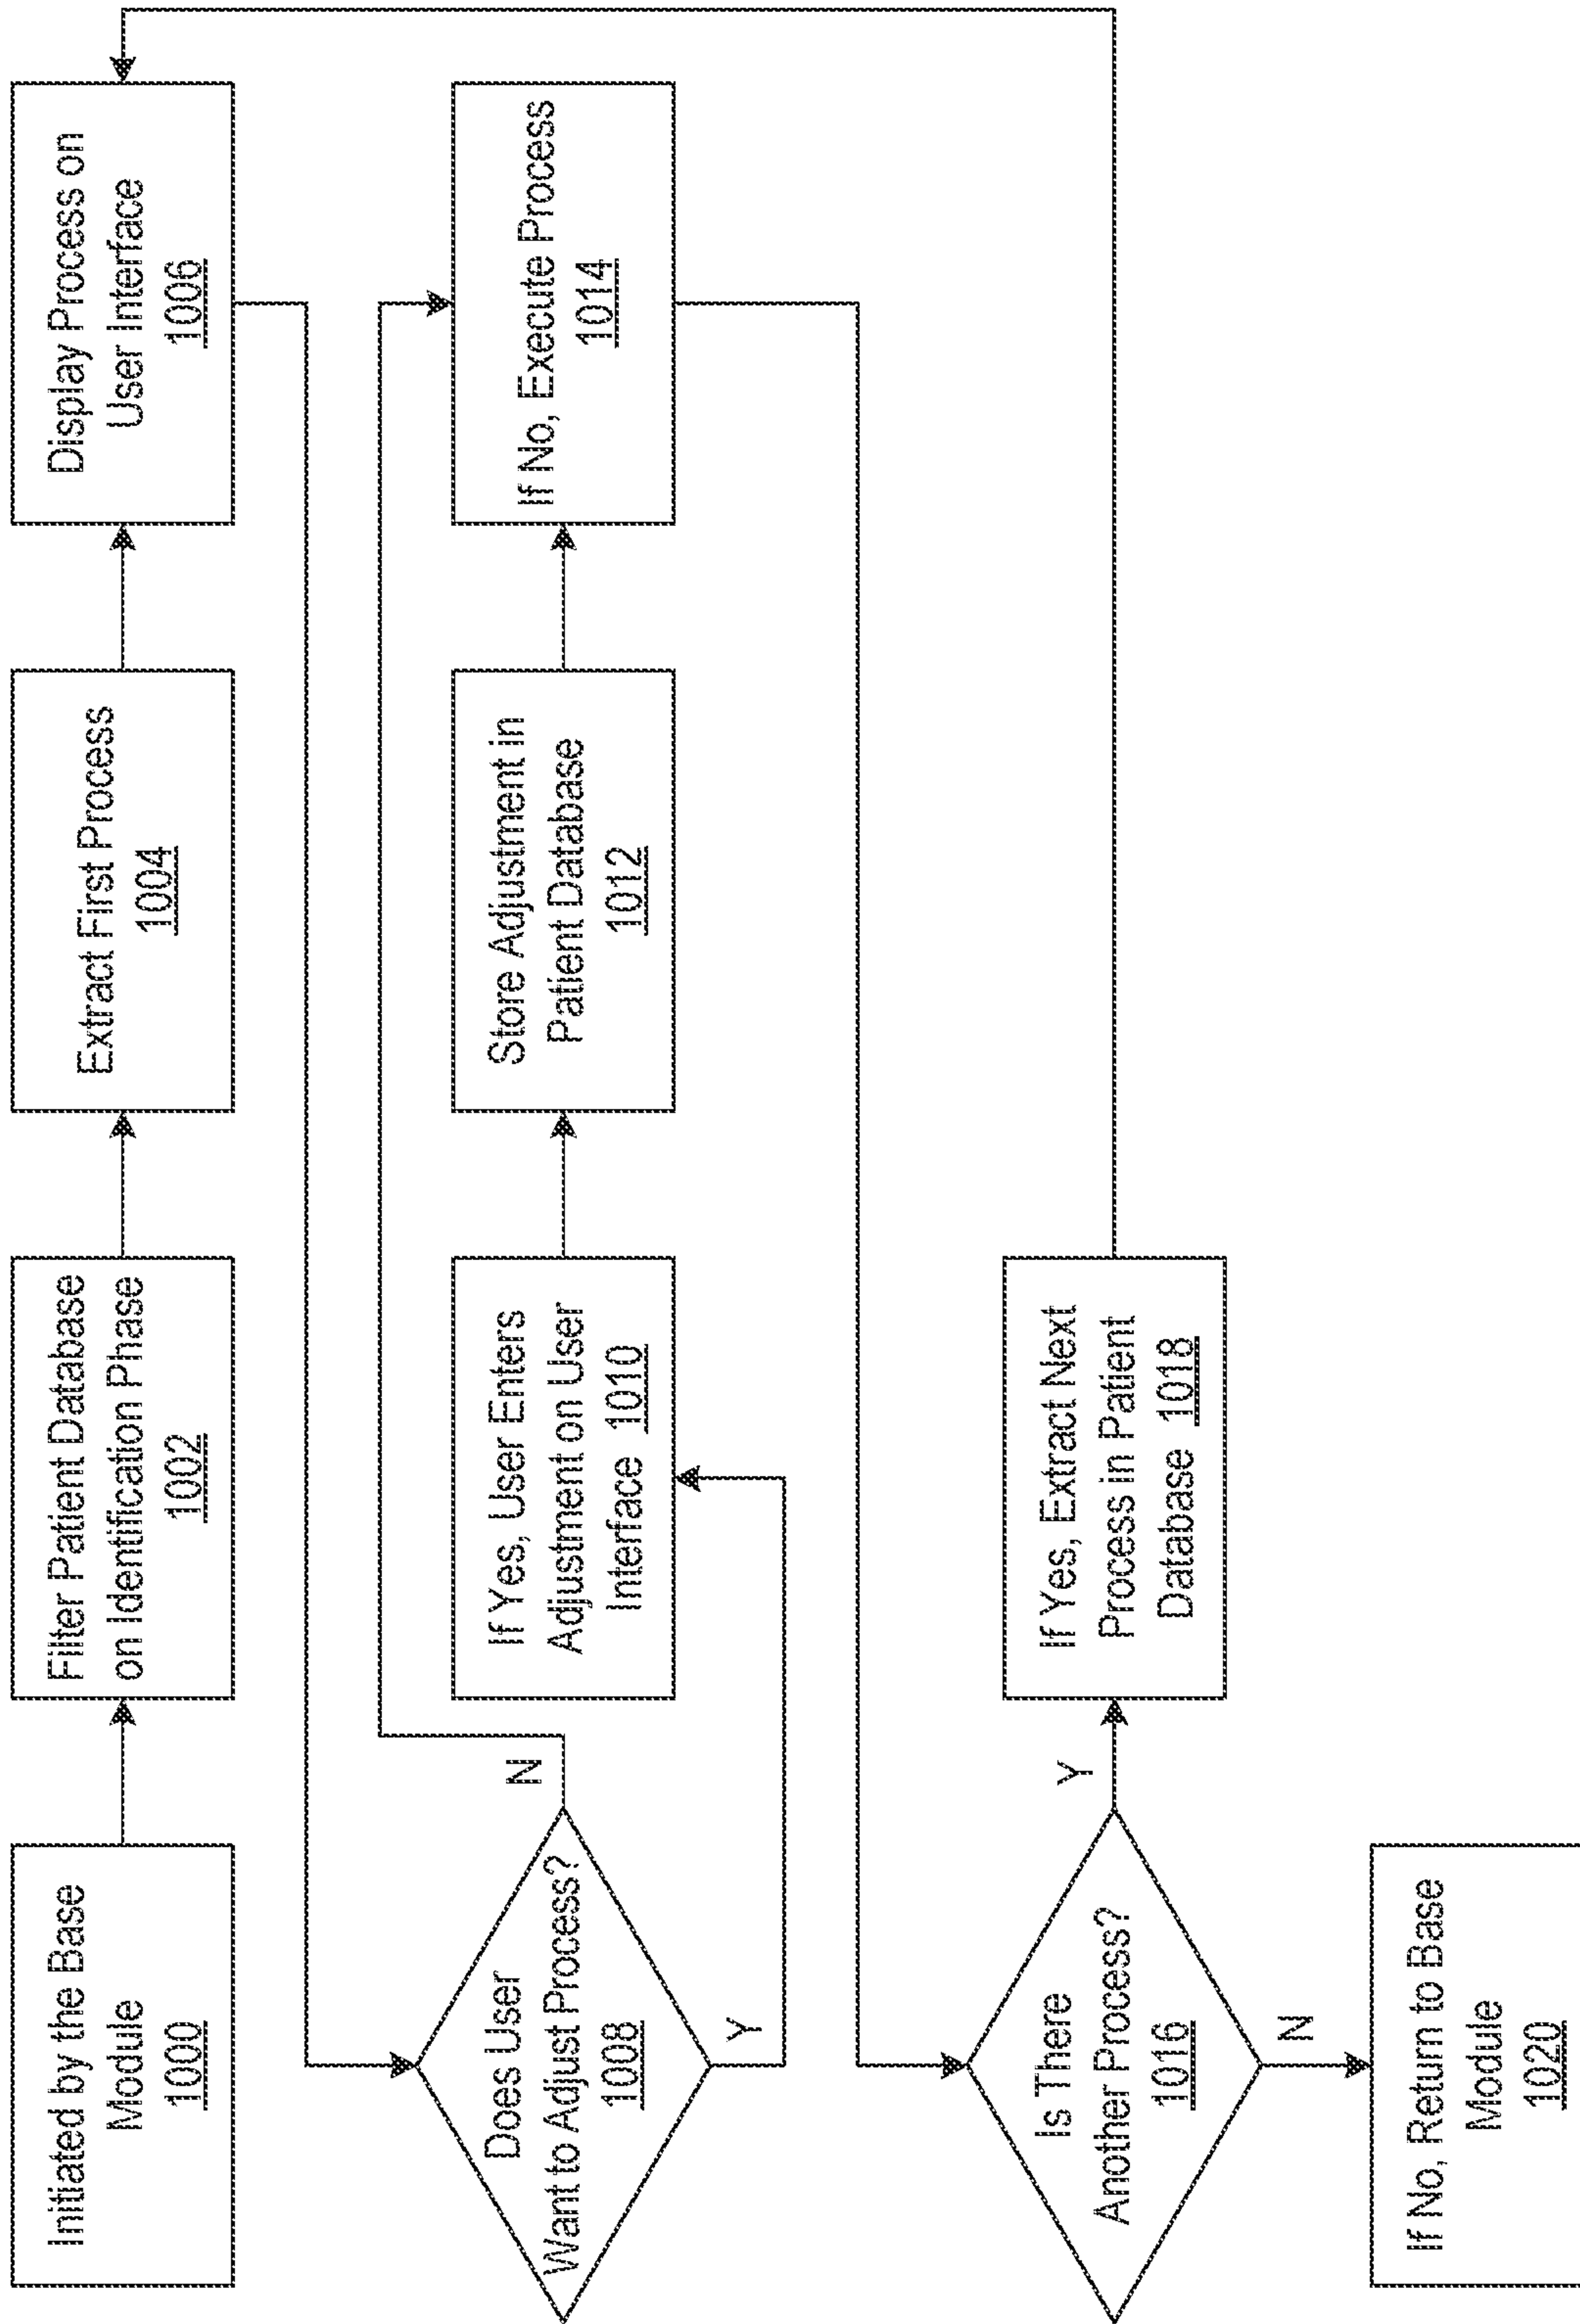 Initiated by the Base
Module
1000
Filter Patient Database
on Identification Phase
1002
Extract First Process
1004
Display Process on
User Interface
1006
Does User
Want to Adjust Process?
1008
N
Y
If Yes, User Enters
Adjustment on User
Interface 1010
Store Adjustment in
Patient Database
1012
If No, Execute Process
1014
Is There
Another Process?
1016
Y
N
If Yes, Extract Next
Process in Patient
Database 1018
If No, Return to Base
Module
1020